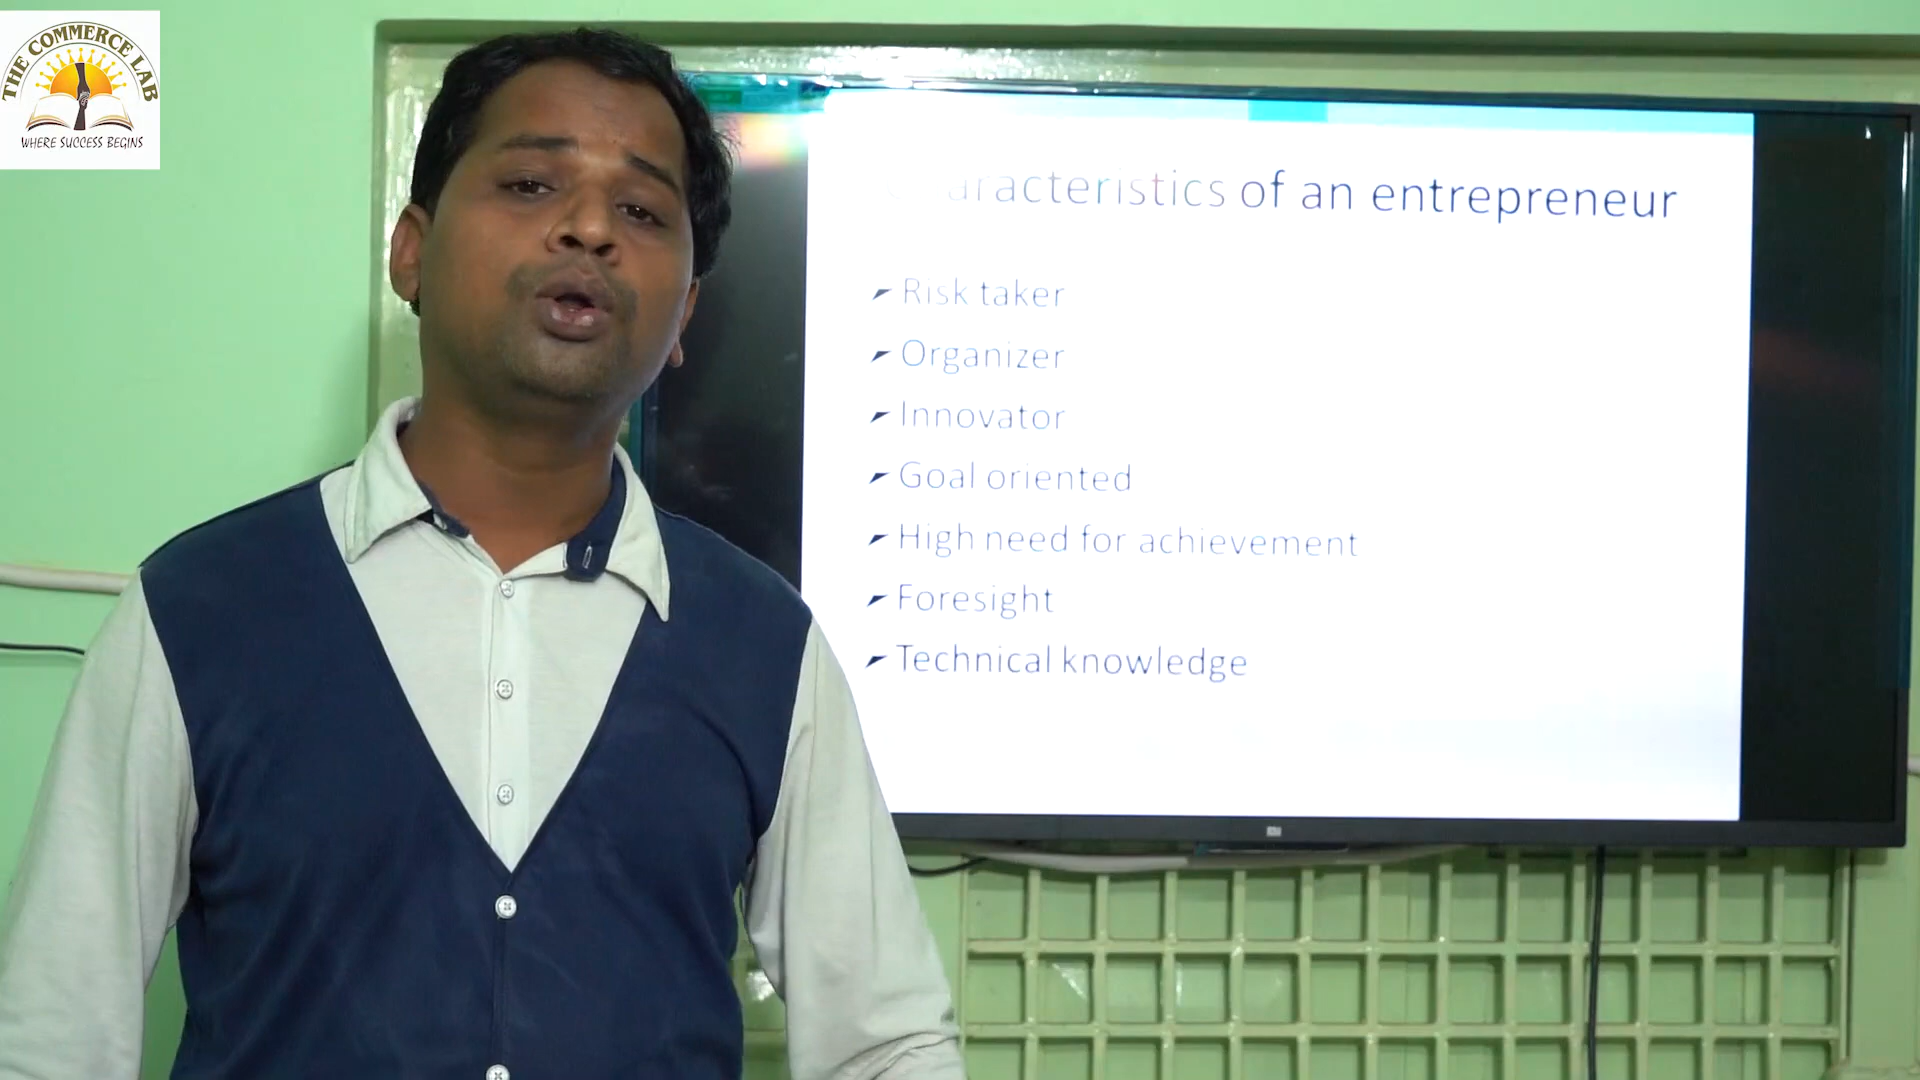 THE COMMERCE LAB
WHERE SUCCESS BEGINS
Characteristics of an entrepreneur
Risk taker
Organizer
Innovator
Goal oriented
High need for achievement
Foresight
Technical knowledge